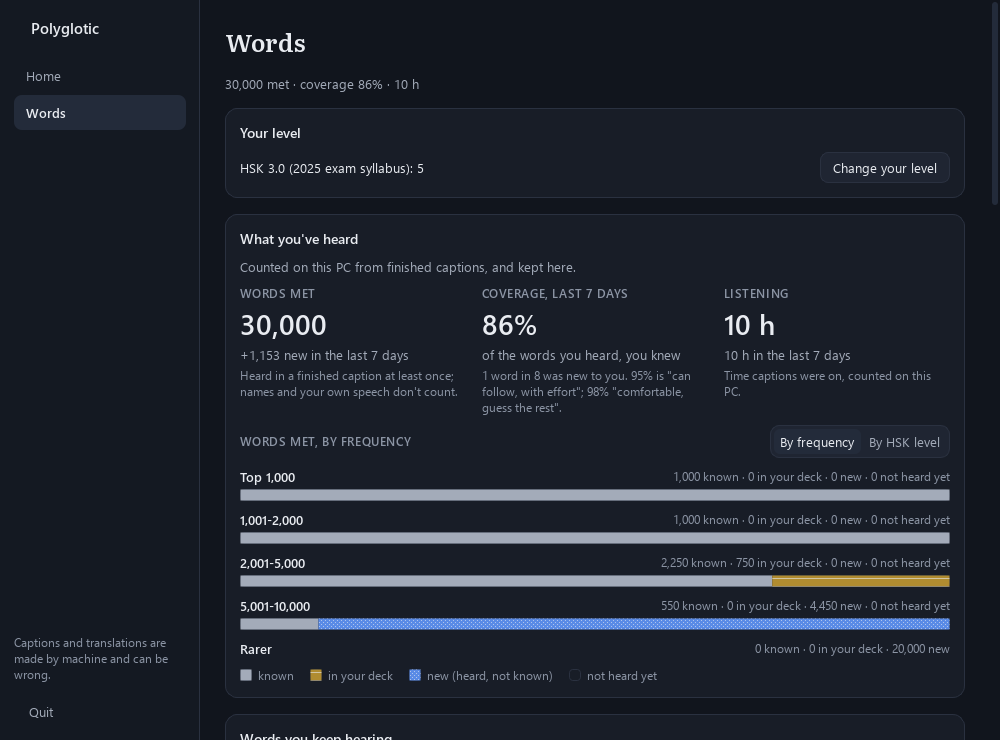 Polyglotic
Home
Words
Captions and translations are
made by machine and can be
wrong.
Quit
Words
30,000 met · coverage 86% · 10 h
Your level
HSK 3.0 (2025 exam syllabus): 5
Change your level
What you've heard
Counted on this PC from finished captions, and kept here.
WORDS MET
30,000
+1,153 new in the last 7 days
Heard in a finished caption at least once;
names and your own speech don't count.
COVERAGE, LAST 7 DAYS
86%
of the words you heard, you knew
1 word in 8 was new to you. 95% is "can
follow, with effort"; 98% "comfortable,
guess the rest".
LISTENING
10 h
10 h in the last 7 days
Time captions were on, counted on this
PC.
WORDS MET, BY FREQUENCY
By frequency
By HSK level
Top 1,000
1,000 known · 0 in your deck · 0 new · 0 not heard yet
1,001-2,000
1,000 known · 0 in your deck · 0 new · 0 not heard yet
2,001-5,000
2,250 known · 750 in your deck · 0 new · 0 not heard yet
5,001-10,000
550 known · 0 in your deck · 4,450 new · 0 not heard yet
Rarer
0 known · 0 in your deck · 20,000 new
known
in your deck
new (heard, not known)
not heard yet
Words you keep hearing